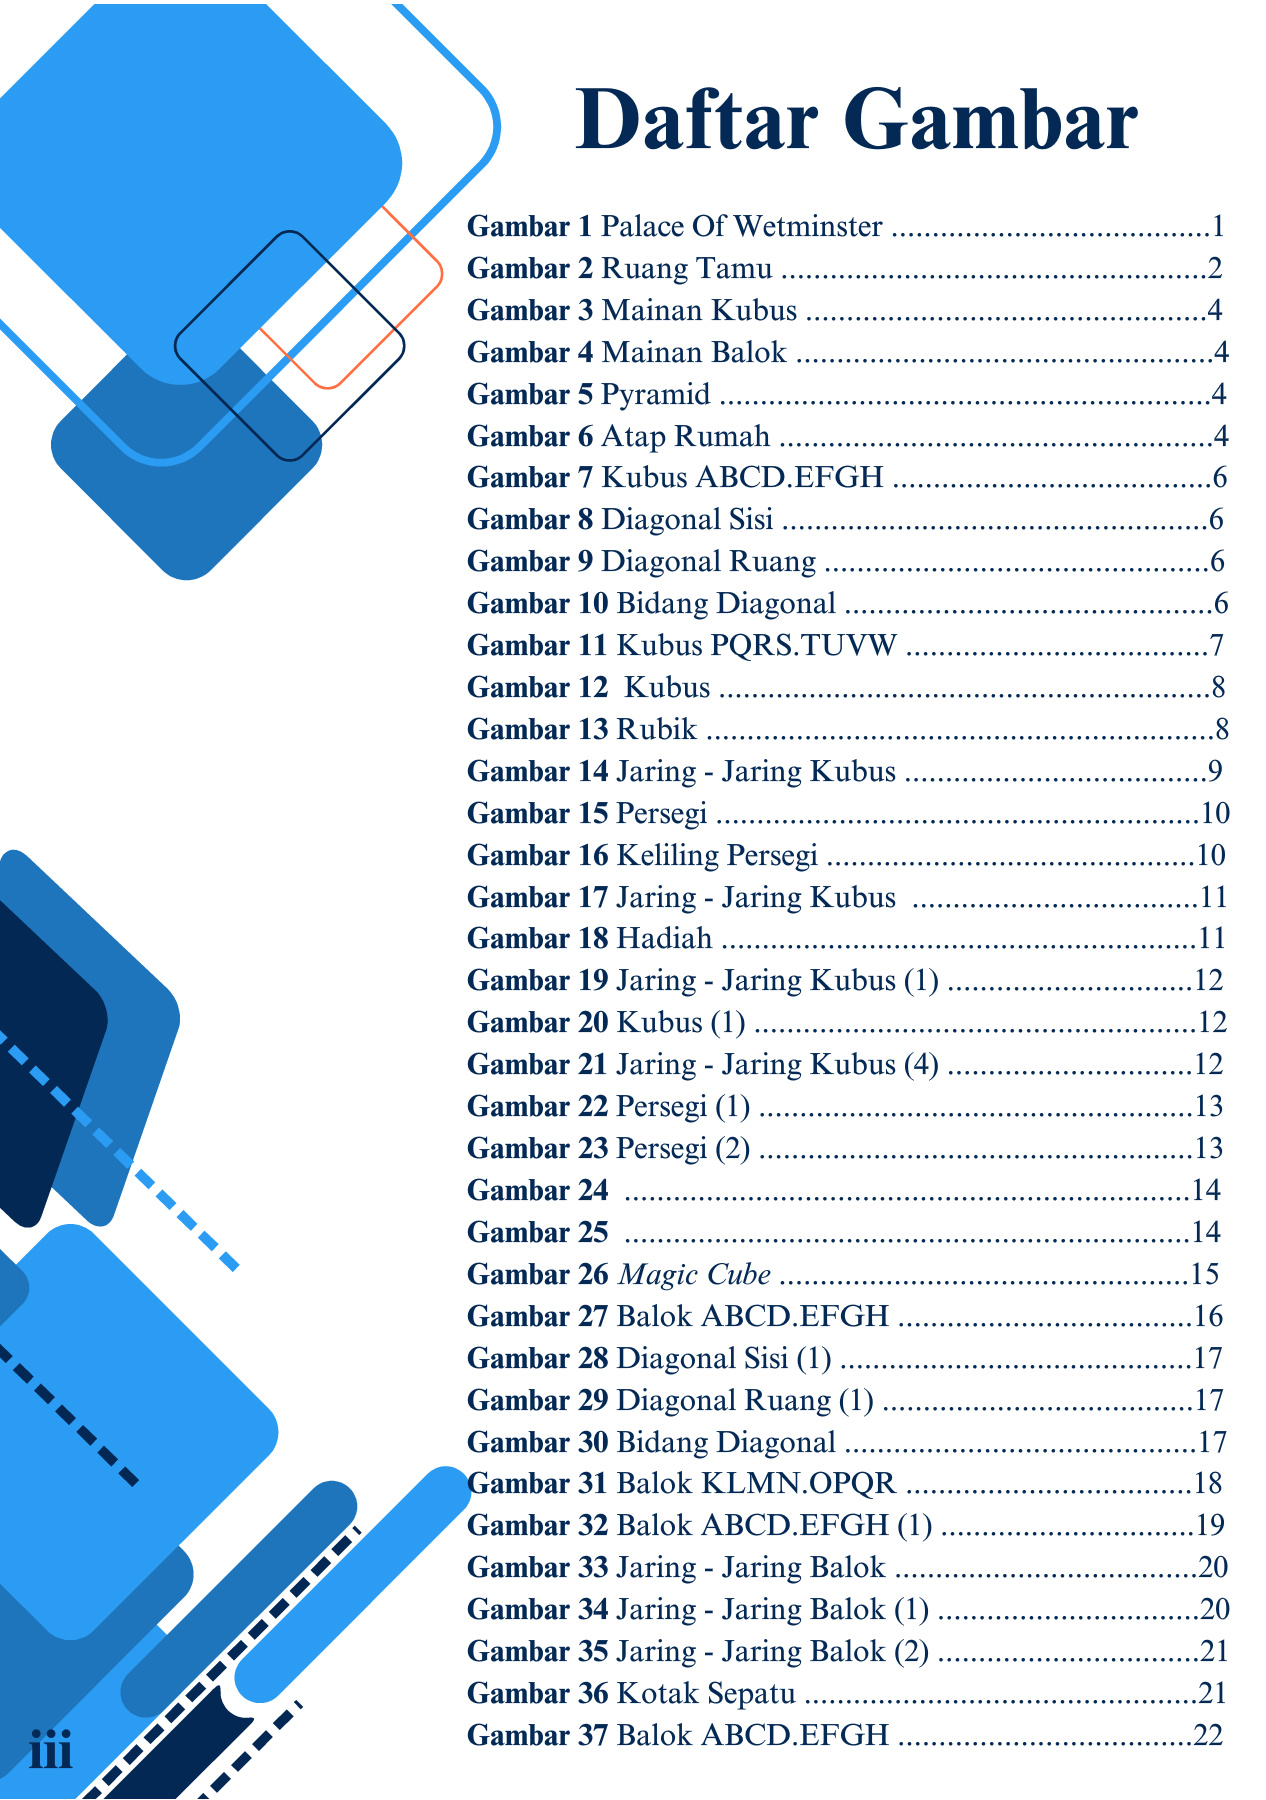 Daftar Gambar
Gambar 1 Palace Of Wetminster ........................................1
Gambar 2 Ruang Tamu .....................................................2
Gambar 3 Mainan Kubus ..................................................4
Gambar 4 Mainan Balok ....................................................4
Gambar 5 Pyramid .............................................................4
Gambar 6 Atap Rumah ......................................................4
Gambar 7 Kubus ABCD.EFGH ........................................6
Gambar 8 Diagonal Sisi .....................................................6
Gambar 9 Diagonal Ruang ................................................6
Gambar 10 Bidang Diagonal ..............................................6
Gambar 11 Kubus PQRS.TUVW ......................................7
Gambar 12 Kubus .............................................................8
Gambar 13 Rubik ...............................................................8
Gambar 14 Jaring - Jaring Kubus ......................................9
Gambar 15 Persegi ............................................................10
Gambar 16 Keliling Persegi ..............................................10
Gambar 17 Jaring - Jaring Kubus ....................................11
Gambar 18 Hadiah ...........................................................11
Gambar 19 Jaring - Jaring Kubus (1) ...............................12
Gambar 20 Kubus (1) .......................................................12
Gambar 21 Jaring - Jaring Kubus (4) ...............................12
Gambar 22 Persegi (1) ......................................................13
Gambar 23 Persegi (2) ......................................................13
Gambar 24 ......................................................................14
Gambar 25 ......................................................................14
Gambar 26 Magic Cube ...................................................15
Gambar 27 Balok ABCD.EFGH .....................................16
Gambar 28 Diagonal Sisi (1) ............................................17
Gambar 29 Diagonal Ruang (1) .......................................17
Gambar 30 Bidang Diagonal ............................................17
Gambar 31 Balok KLMN.OPQR ....................................18
Gambar 32 Balok ABCD.EFGH (1) ................................19
Gambar 33 Jaring - Jaring Balok ......................................20
Gambar 34 Jaring - Jaring Balok (1) .................................20
Gambar 35 Jaring - Jaring Balok (2) .................................21
Gambar 36 Kotak Sepatu .................................................21
Gambar 37 Balok ABCD.EFGH .....................................22
iii